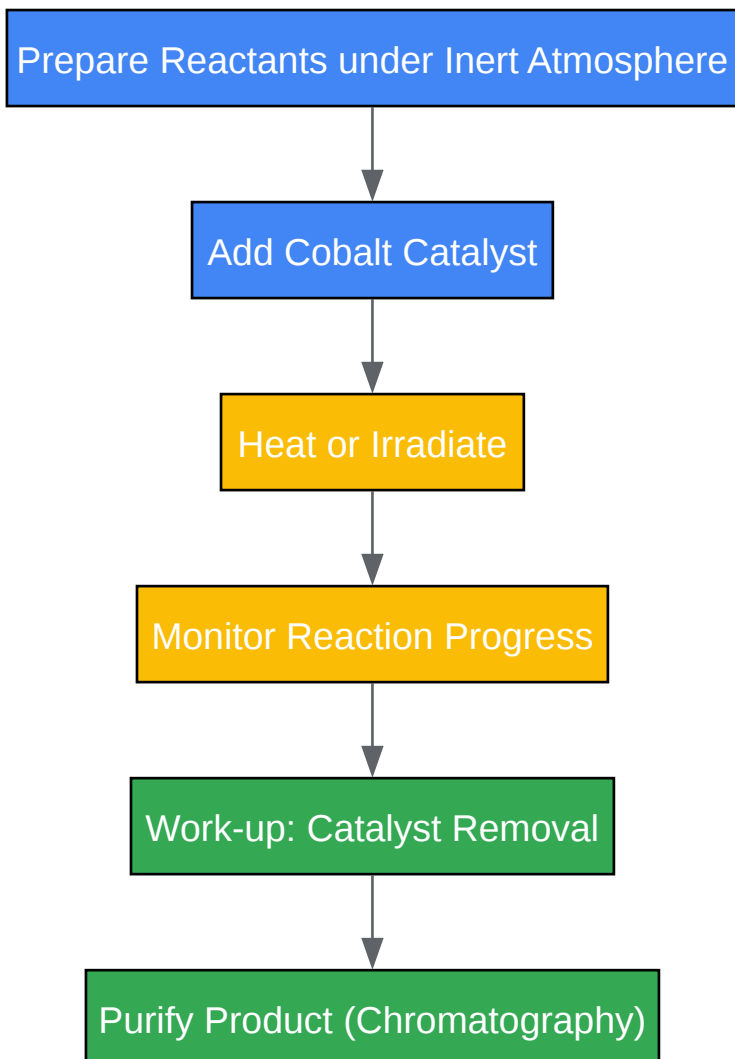 Prepare Reactants under Inert Atmosphere
Add Cobalt Catalyst
Heat or Irradiate
Monitor Reaction Progress
Work-up: Catalyst Removal
Purify Product (Chromatography)